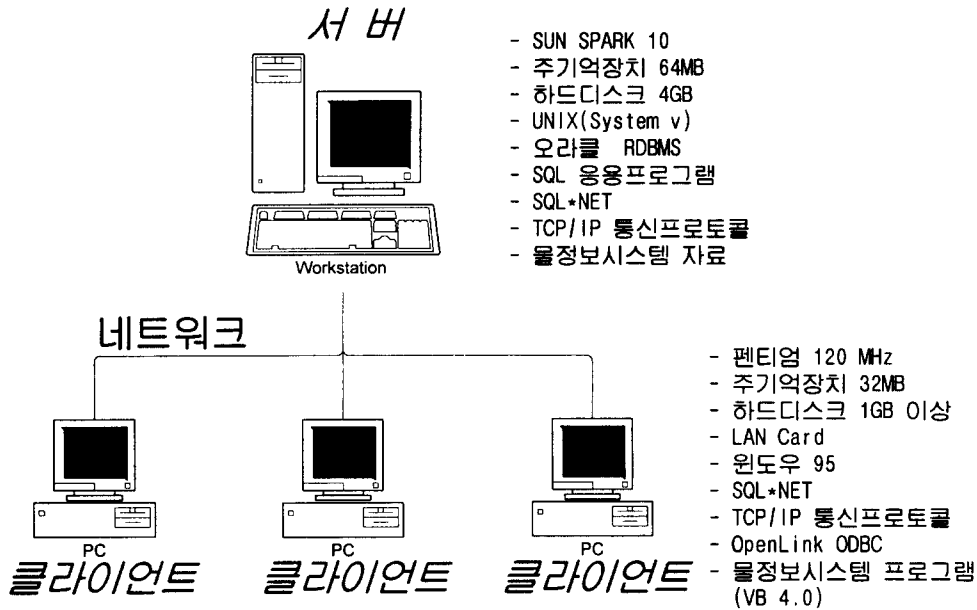 서 버
- SUN SPARK 10
- 주기억장치 64MB
- 하드디스크 4GB
- UNIX(System v)
- 오라클 RDBMS
- SQL 응용프로그램
- SQL*NET
- TCP/IP 통신프로토콜
- 물정보시스템 자료
Workstation
네트워크
- 펜티엄 120 MHz
- 주기억장치 32MB
- 하드디스크 1GB 이상
- LAN Card
- 윈도우 95
- SQL*NET
- TCP/IP 통신프로토콜
- OpenLink ODBC
- 물정보시스템 프로그램
(VB 4.0)
PC
클라이언트
PC
클라이언트
PC
클라이언트